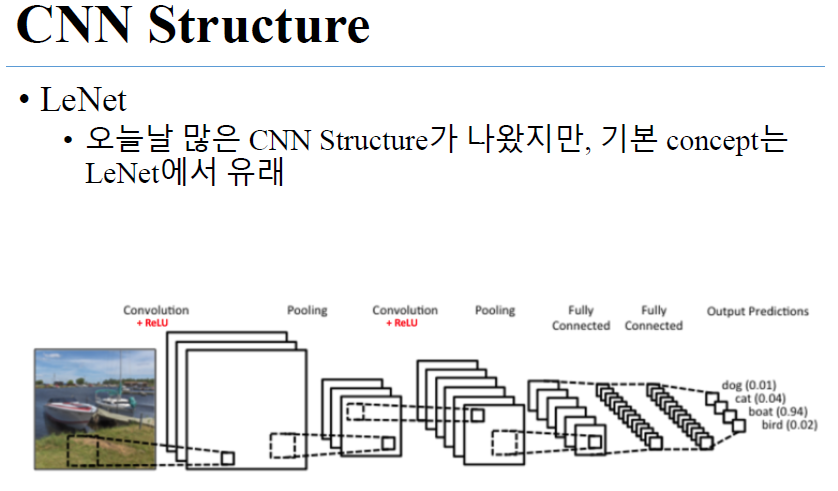 CNN Structure
• LeNet
• 오늘날 많은 CNN Structure가 나왔지만, 기본 concept는
LeNet에서 유래
Convolution
+ ReLU
Pooling
Convolution
+ ReLU
Pooling
Fully
Connected
Fully
Connected
Output Predictions
dog (0.01)
cat (0.04)
boat (0.94)
bird (0.02)